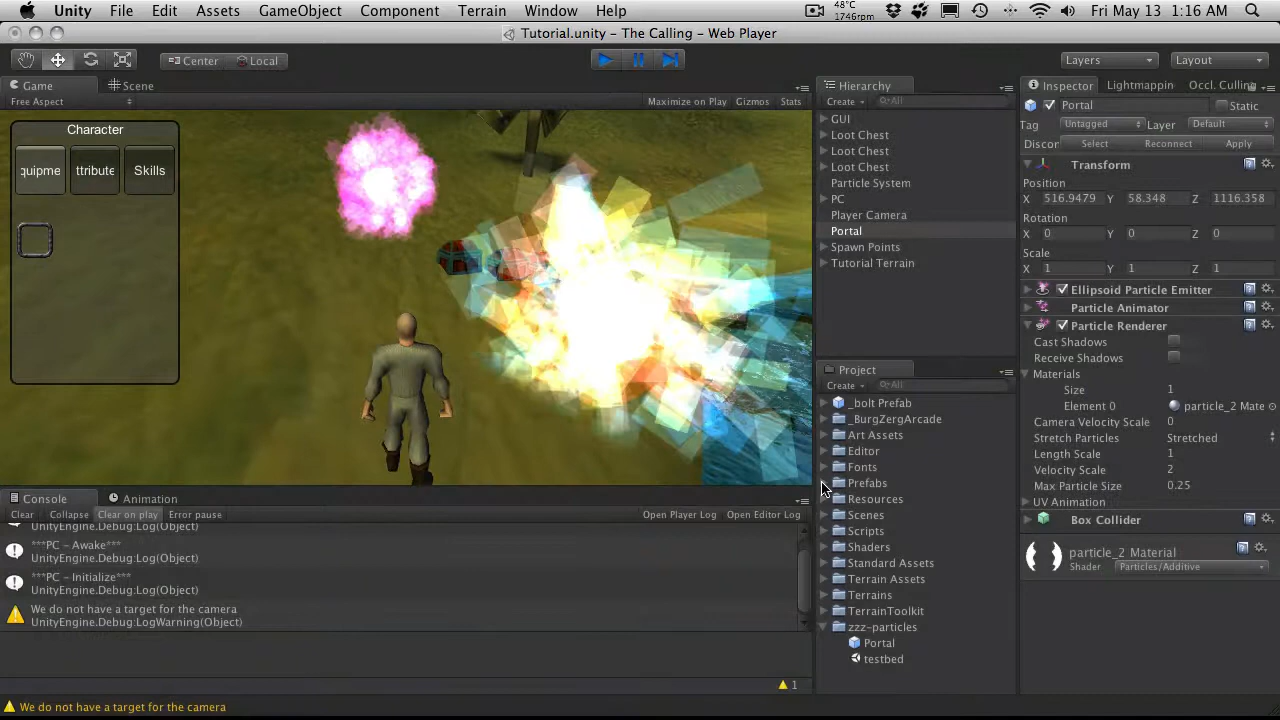 Unity File Edit Assets GameObject Component Terrain Window Help 48°C 1746rpm Fri May 13 1:16 AM
Tutorial.unity - The Calling - Web Player
Center Local Layers Layout
Game Scene
Free Aspect Maximize on Play Gizmos Stats
Character
quipme ttribute Skills
Console Animation
Clear Collapse Clear on play Error pause Open Player Log Open Editor Log
UnityEngine.Debug:Log(Object)
***PC - Awake***
UnityEngine.Debug:Log(Object)
***PC - Initialize***
UnityEngine.Debug:Log(Object)
We do not have a target for the camera
UnityEngine.Debug:LogWarning(Object)
1
We do not have a target for the camera
Hierarchy
Create All
GUI
Loot Chest
Loot Chest
Loot Chest
Particle System
PC
Player Camera
Portal
Spawn Points
Tutorial Terrain
Project
Create All
_bolt Prefab
_BurgZergArcade
Art Assets
Editor
Fonts
Prefabs
Resources
Scenes
Scripts
Shaders
Standard Assets
Terrain Assets
Terrains
TerrainToolkit
zzz-particles
Portal
testbed
Inspector Lightmappin Occl. Culling
Portal Static
Tag Untagged Layer Default
Discor Select Reconnect Apply
Transform
Position
X 516.9479 Y 58.348 Z 1116.358
Rotation
X 0 Y 0 Z 0
Scale
X 1 Y 1 Z 1
Ellipsoid Particle Emitter
Particle Animator
Particle Renderer
Cast Shadows
Receive Shadows
Materials
Size 1
Element 0 particle_2 Mate
Camera Velocity Scale 0
Stretch Particles Stretched
Length Scale 1
Velocity Scale 2
Max Particle Size 0.25
UV Animation
Box Collider
particle_2 Material
Shader Particles/Additive